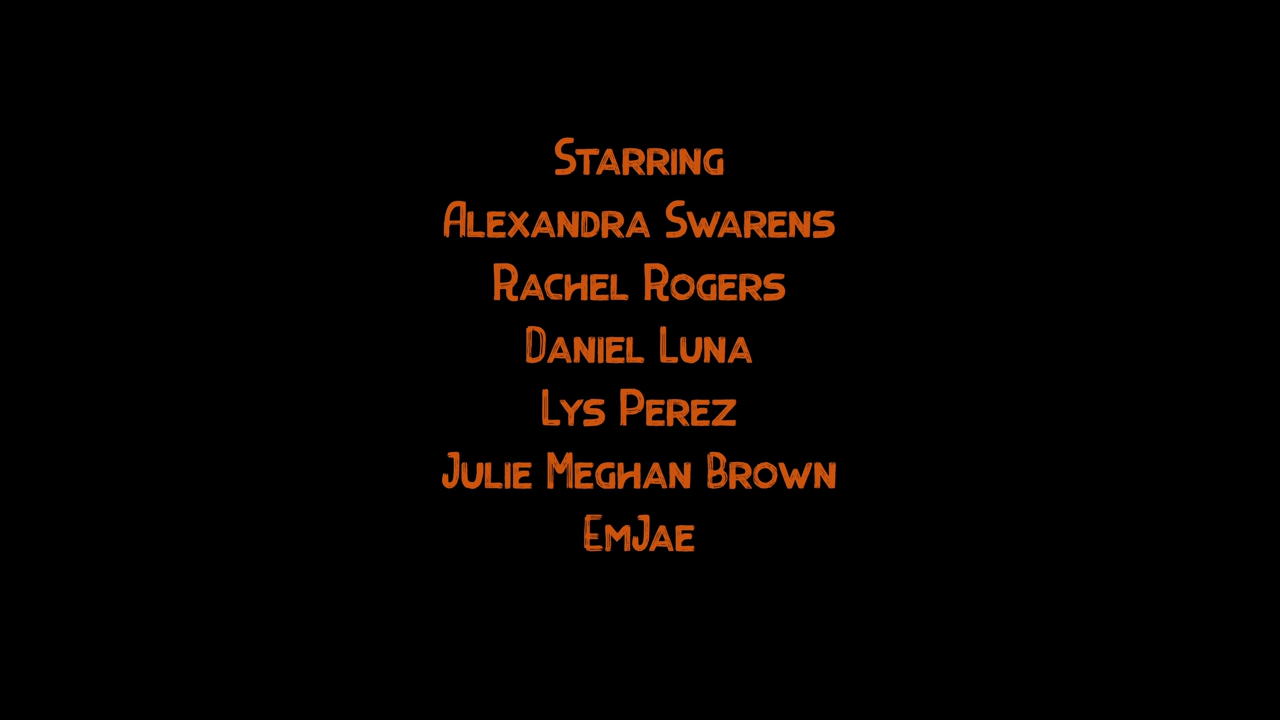 Starring
Alexandra Swarens
Rachel Rogers
Daniel Luna
Lys Perez
Julie Meghan Brown
EmJae